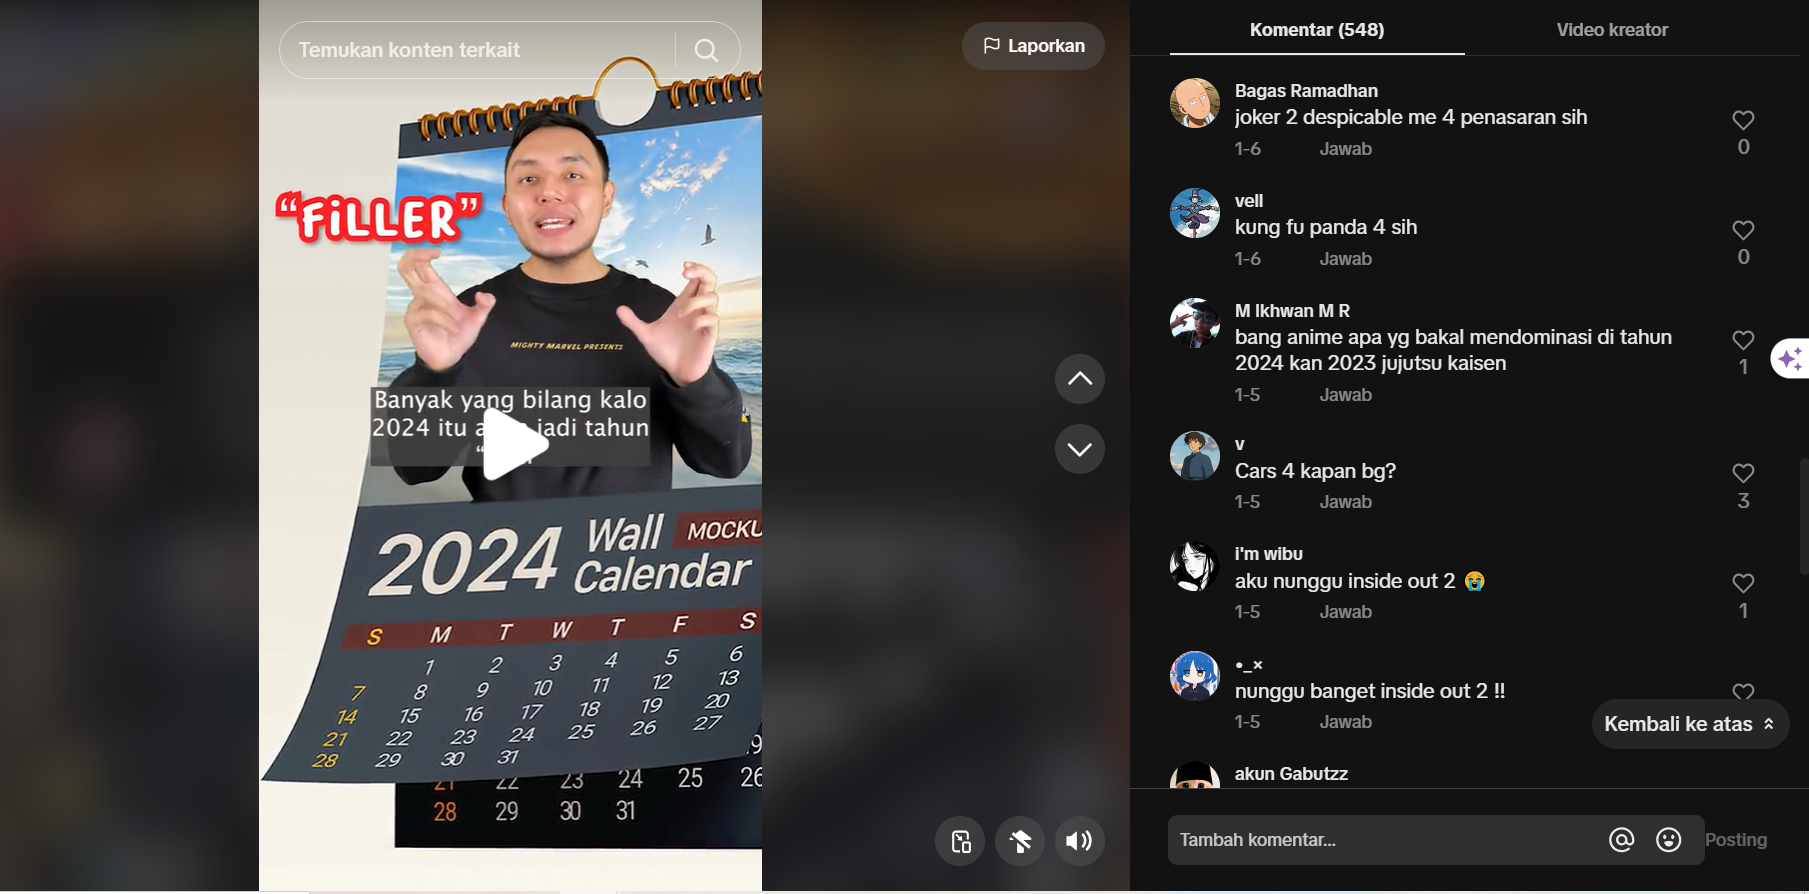 Temukan konten terkait
Laporkan
“FiLLER”
MIGHTY MARVEL PRESENTS
Banyak yang bilang kalo
2024 itu jadi tahun
2024 Wall
Calendar
S M T W T F S
1 2 3 4 5 6
7 8 9 10 11 12 13
14 15 16 17 18 19 20
21 22 23 24 25 26 27
28 29 30 31
21 22 23 24 25 26
28 29 30 31
Komentar (548)
Video kreator
Bagas Ramadhan
joker 2 despicable me 4 penasaran sih
1-6 Jawab
0
vell
kung fu panda 4 sih
1-6 Jawab
0
M Ikhwan M R
bang anime apa yg bakal mendominasi di tahun
2024 kan 2023 jujutsu kaisen
1-5 Jawab
1
v
Cars 4 kapan bg?
1-5 Jawab
3
i'm wibu
aku nunggu inside out 2 😭
1-5 Jawab
1
•_×
nunggu banget inside out 2 !!
1-5 Jawab
Kembali ke atas
akun Gabutzz
Tambah komentar...
Posting